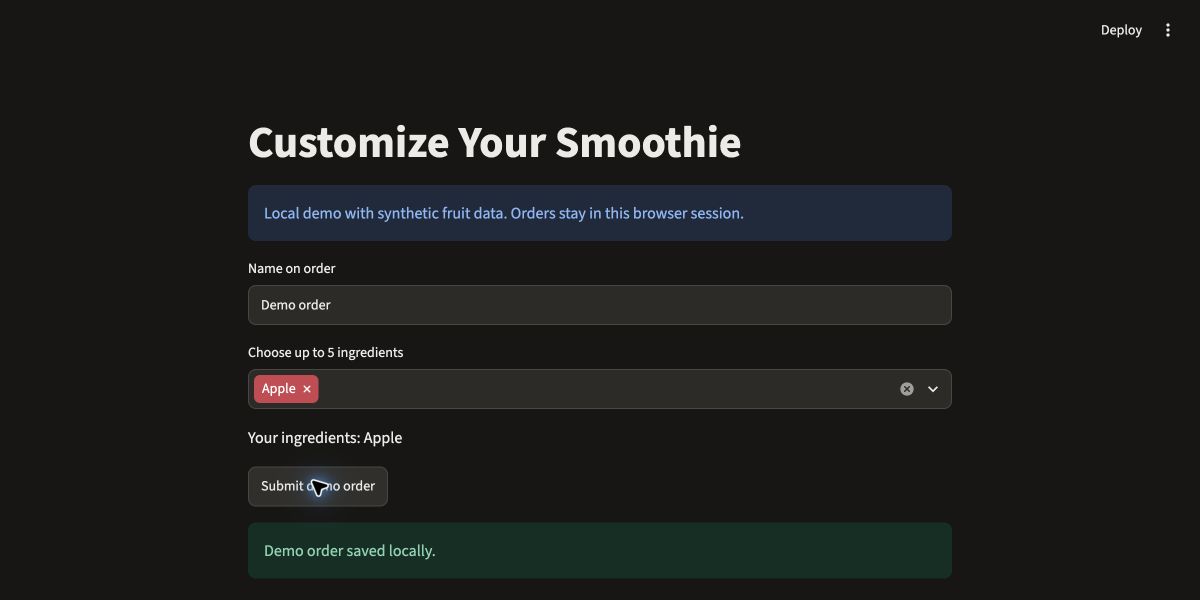 Deploy
Customize Your Smoothie
Local demo with synthetic fruit data. Orders stay in this browser session.
Name on order
Demo order
Choose up to 5 ingredients
Apple
Your ingredients: Apple
Submit demo order
Demo order saved locally.